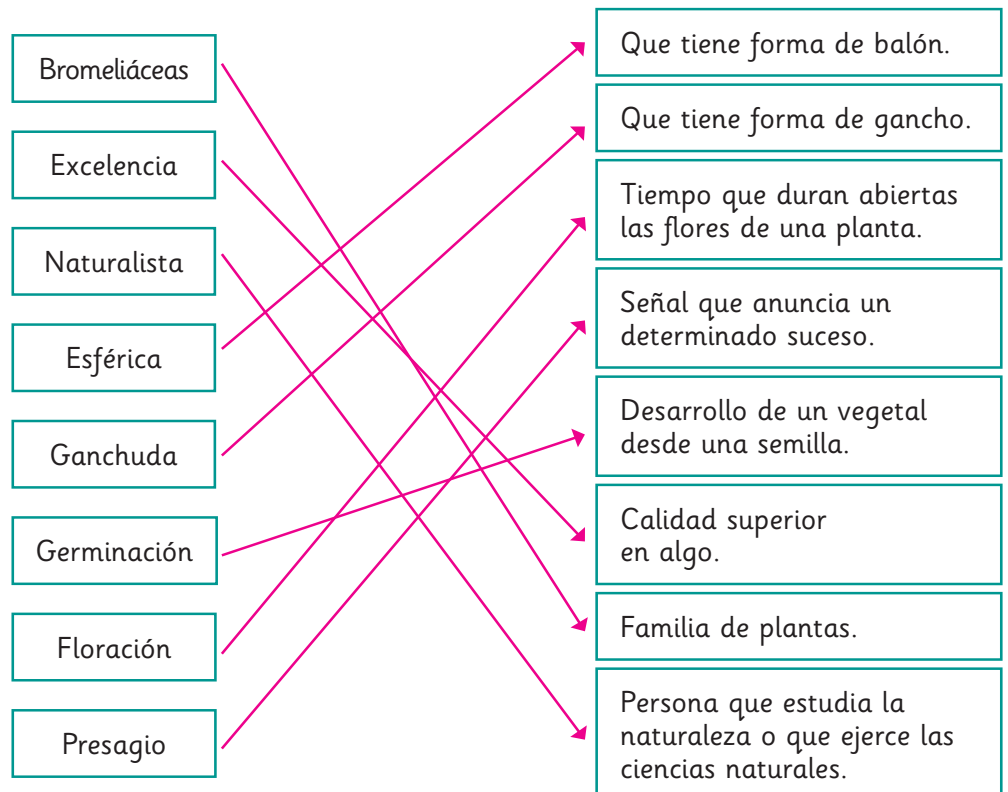 Bromeliáceas
Excelencia
Naturalista
Esférica
Ganchuda
Germinación
Floración
Presagio
Que tiene forma de balón.
Que tiene forma de gancho.
Tiempo que duran abiertas
las flores de una planta.
Señal que anuncia un
determinado suceso.
Desarrollo de un vegetal
desde una semilla.
Calidad superior
en algo.
Familia de plantas.
Persona que estudia la
naturaleza o que ejerce las
ciencias naturales.